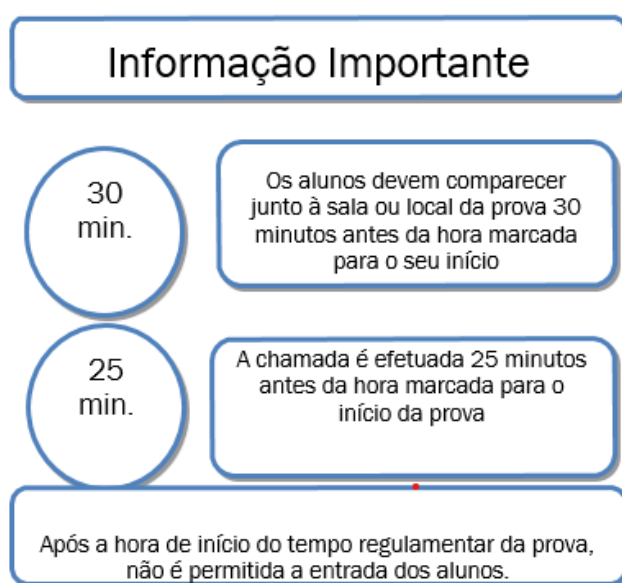 Informação Importante
30
min.
Os alunos devem comparecer
junto à sala ou local da prova 30
minutos antes da hora marcada
para o seu início
25
min.
A chamada é efetuada 25 minutos
antes da hora marcada para o
início da prova
Após a hora de início do tempo regulamentar da prova,
não é permitida a entrada dos alunos.